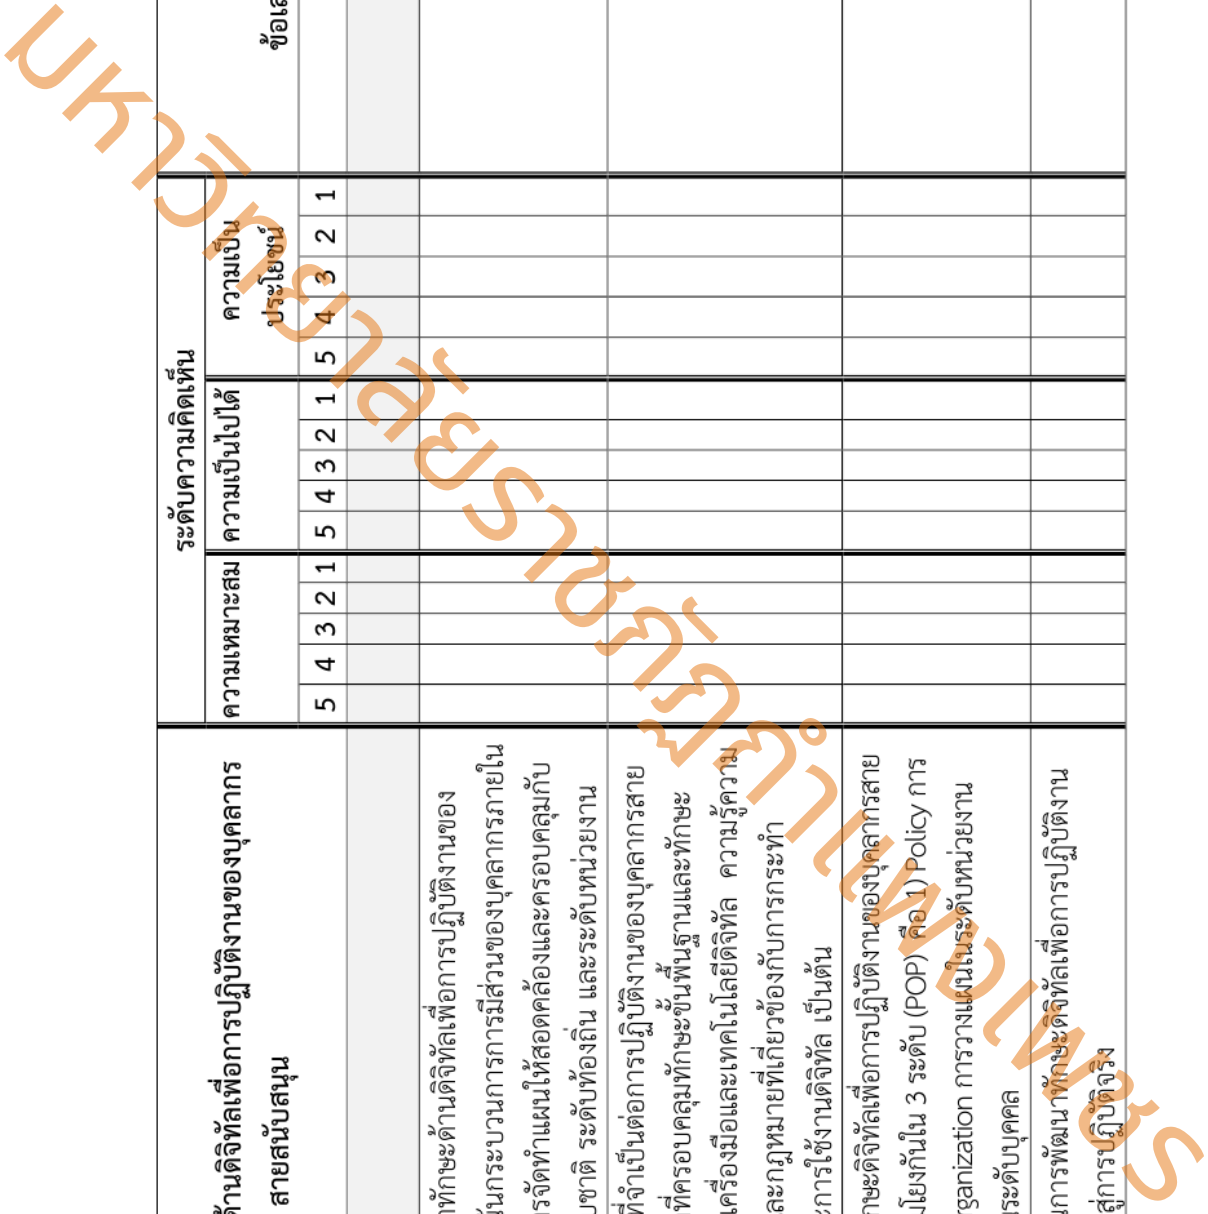 มหาวิทยาลัยราชภัฏกำแพงเพชร
ด้านดิจิทัลเพื่อการปฏิบัติงานของบุคลากร
สายสนับสนุน
ระดับความคิดเห็น
ความเหมาะสม ความเป็นไปได้ ความเป็น
ประโยชน์
5 4 3 2 1 5 4 3 2 1 5 4 3 2 1
ทักษะด้านดิจิทัลเพื่อการปฏิบัติงานของ
นกระบวนการการมีส่วนของบุคลากรภายใน
รจัดทำแผนให้สอดคล้องและครอบคลุมกับ
ชาติ ระดับท้องถิ่น และระดับหน่วยงาน
ที่จำเป็นต่อการปฏิบัติงานของบุคลากรสาย
ที่ครอบคลุมทักษะขั้นพื้นฐานและทักษะ
เครื่องมือและเทคโนโลยีดิจิทัล ความรู้ความ
ละกฎหมายที่เกี่ยวข้องกับการกระทำ
ะการใช้งานดิจิทัล เป็นต้น
กษะดิจิทัลเพื่อการปฏิบัติงานของบุคลากรสาย
โยงกันใน 3 ระดับ (POP) คือ 1) Policy การ
ganization การวางแผนในระดับหน่วยงาน
ระดับบุคคล
การพัฒนาทักษะดิจิทัลเพื่อการปฏิบัติงาน
สู่การปฏิบัติจริง